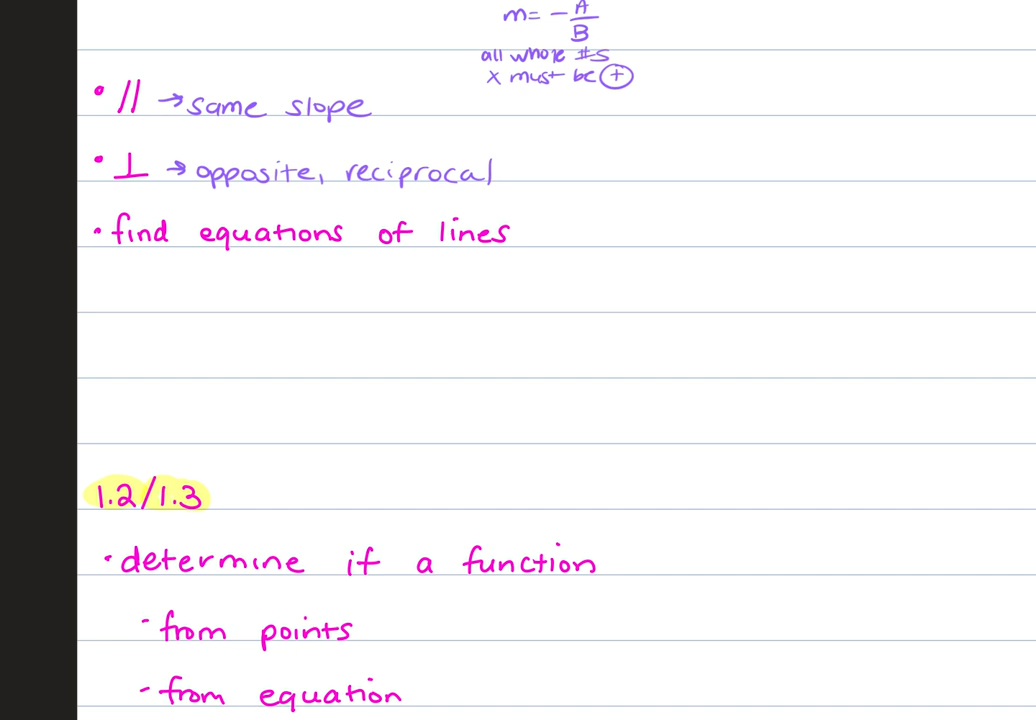 m= -A/B
all whole #s
x must be +
• // → same slope
• ⊥ → opposite, reciprocal
• find equations of lines
1.2/1.3
• determine if a function
- from points
- from equation